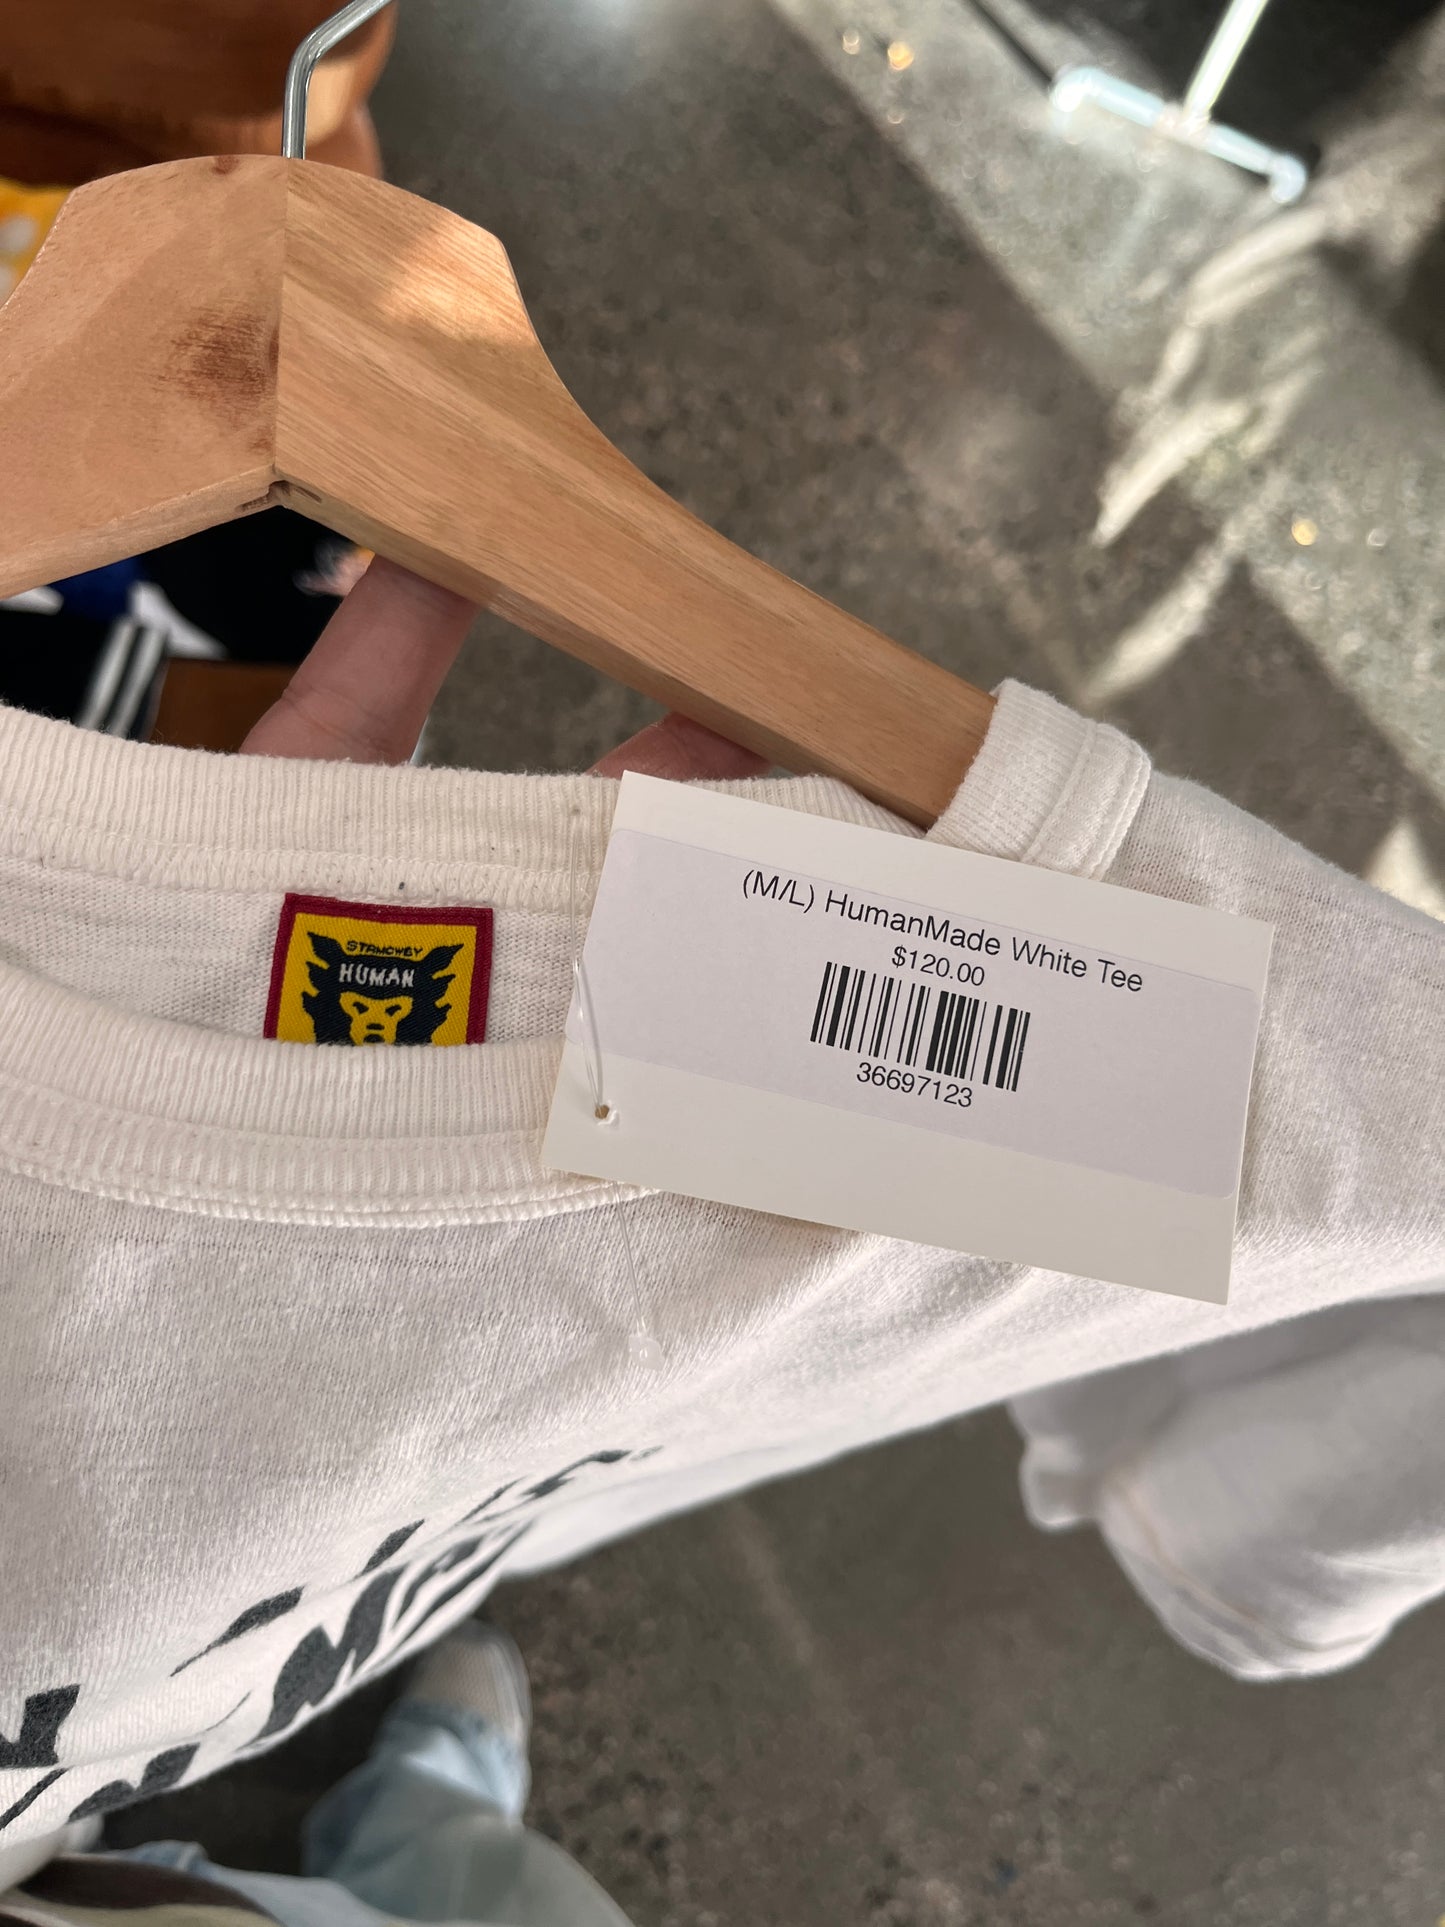 (M/L) HumanMade White Tee
$120.00
36697123
STRMCWBY
HUMAN